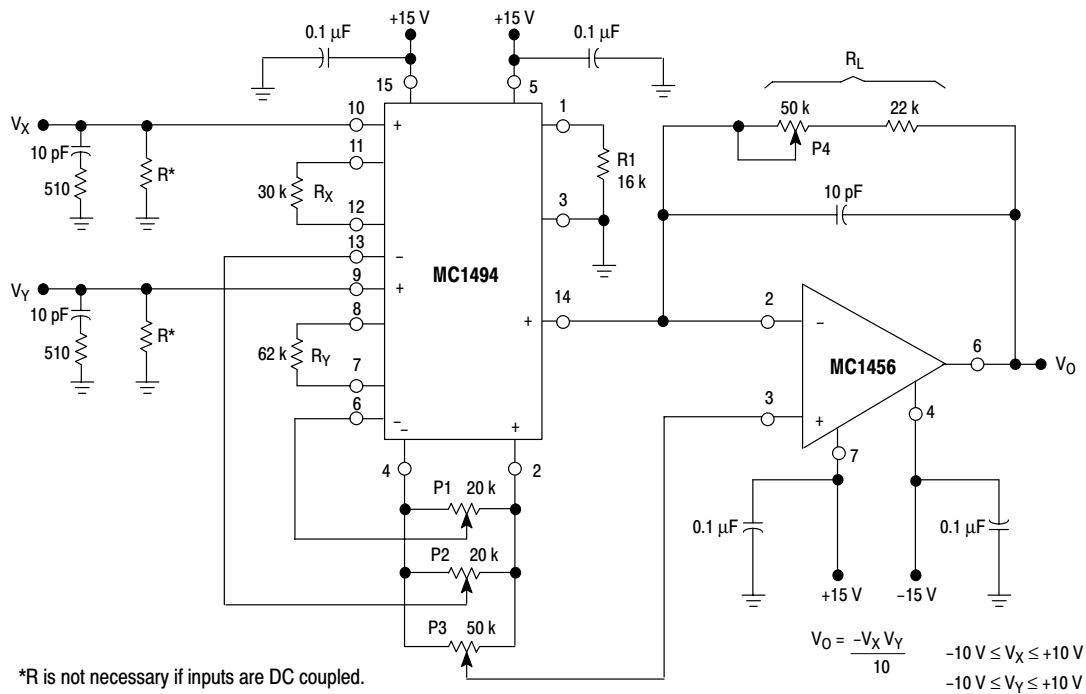 +15 V
+15 V
0.1 μF
0.1 μF
15
5
R_L
50 k
22 k
P4
V_X
10
+
1
10 pF
510
R*
11
R1
16 k
30 k
R_X
12
3
10 pF
13
–
MC1494
V_Y
9
+
10 pF
510
R*
8
14
+
2
–
62 k
R_Y
7
MC1456
6
V_O
6
–
3
+
4
–
+
7
4
2
P1
20 k
0.1 μF
0.1 μF
P2
20 k
+15 V
–15 V
P3
50 k
V_O = –V_X V_Y / 10
–10 V ≤ V_X ≤ +10 V
–10 V ≤ V_Y ≤ +10 V
*R is not necessary if inputs are DC coupled.